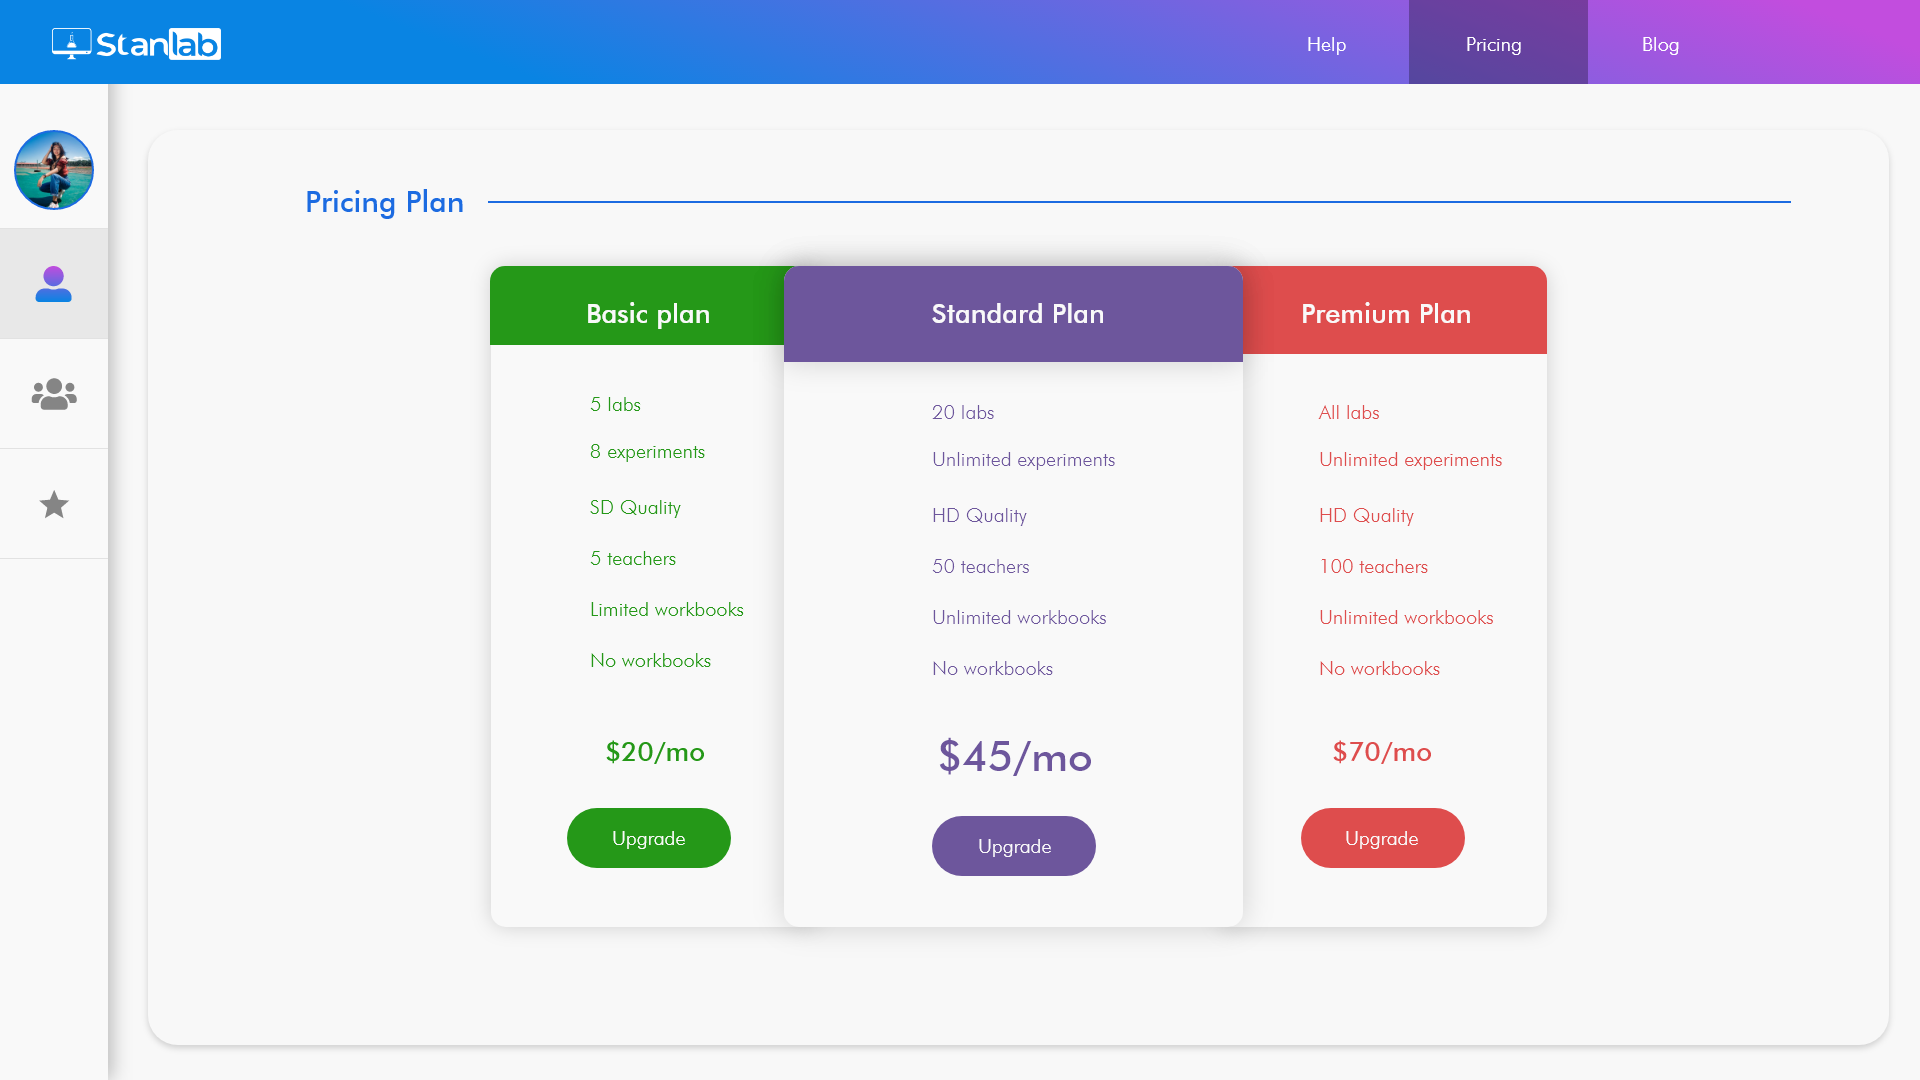 Stanlab
Help
Pricing
Blog
Pricing Plan
Basic plan
5 labs
8 experiments
SD Quality
5 teachers
Limited workbooks
No workbooks
$20/mo
Upgrade
Standard Plan
20 labs
Unlimited experiments
HD Quality
50 teachers
Unlimited workbooks
No workbooks
$45/mo
Upgrade
Premium Plan
All labs
Unlimited experiments
HD Quality
100 teachers
Unlimited workbooks
No workbooks
$70/mo
Upgrade